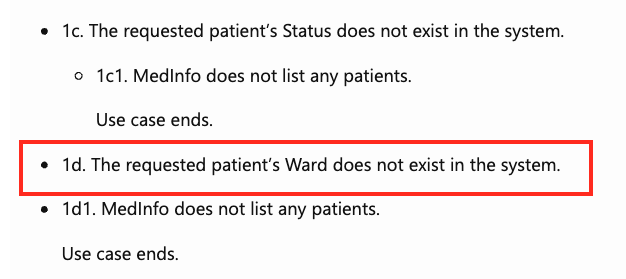 1c. The requested patient’s Status does not exist in the system.
1c1. MedInfo does not list any patients.
Use case ends.
1d. The requested patient’s Ward does not exist in the system.
1d1. MedInfo does not list any patients.
Use case ends.